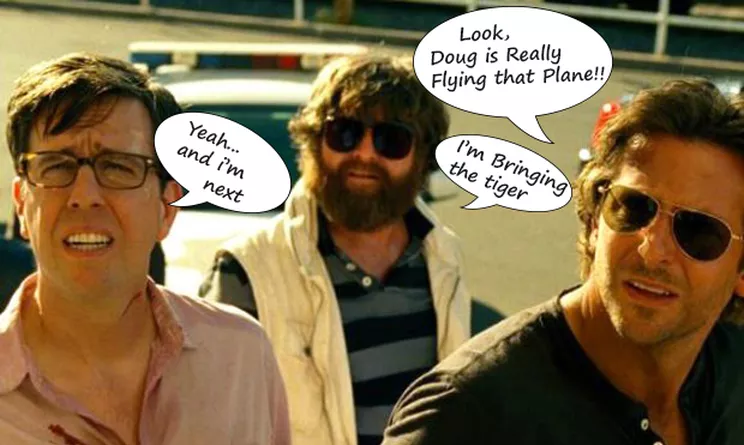 Look,
Doug is Really
Flying that Plane!!
Yeah...
and i'm
next
I'm Bringing
the tiger